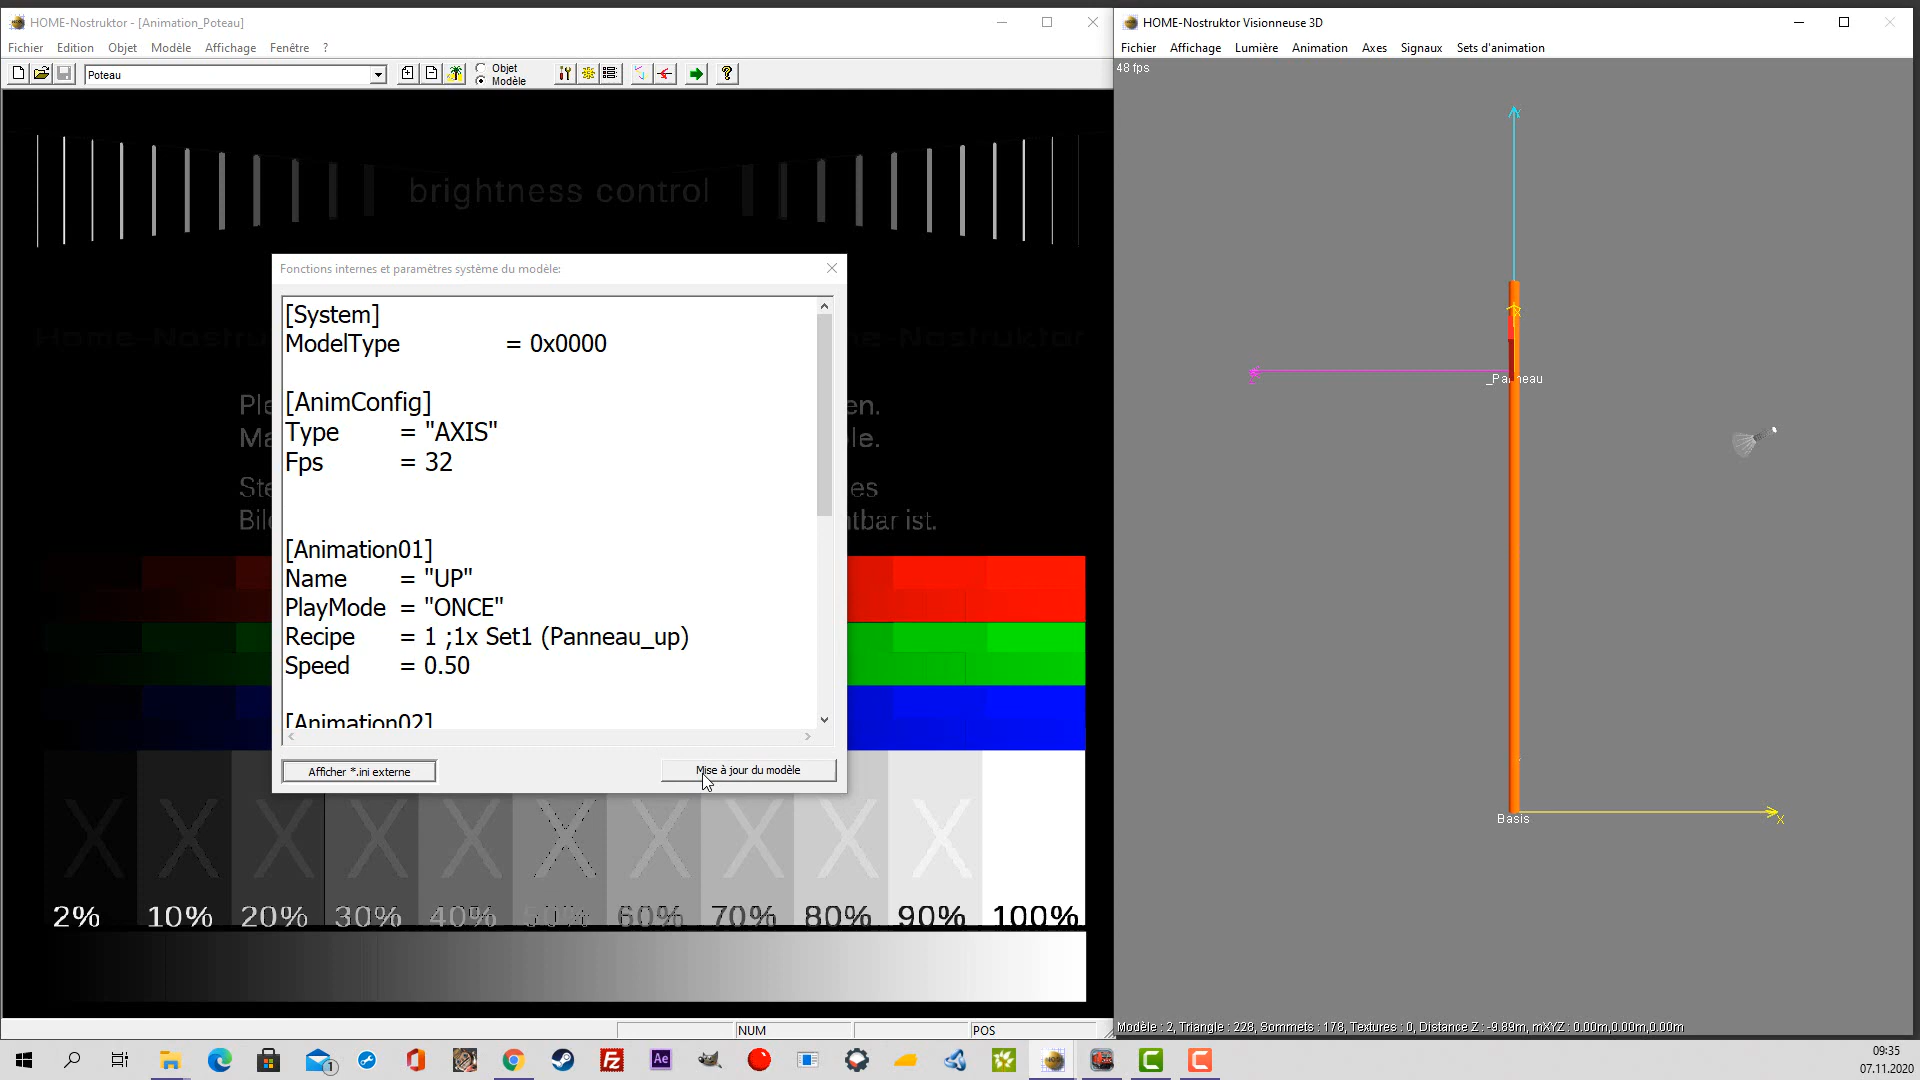 HOME-Nostruktor - [Animation_Poteau]
Fichier Edition Objet Modèle Affichage Fenêtre ?
Poteau
Objet
Modèle
brightness control
Fonctions internes et paramètres système du modèle:
[System]
ModelType = 0x0000
[AnimConfig]
Type = "AXIS"
Fps = 32
[Animation01]
Name = "UP"
PlayMode = "ONCE"
Recipe = 1 ;1x Set1 (Panneau_up)
Speed = 0.50
[Animation02]
Afficher *.ini externe
Mise à jour du modèle
tbar ist.
2% 10% 20% 30% 40% 50% 60% 70% 80% 90% 100%
NUM POS
HOME-Nostruktor Visionneuse 3D
Fichier Affichage Lumière Animation Axes Signaux Sets d'animation
48 fps
_Panneau
Basis
X
Modèle : 2, Triangle : 228, Sommets : 178, Textures : 0, Distance Z : -9.89m, mXYZ : 0.00m,0.00m,0.00m
09:35
07.11.2020